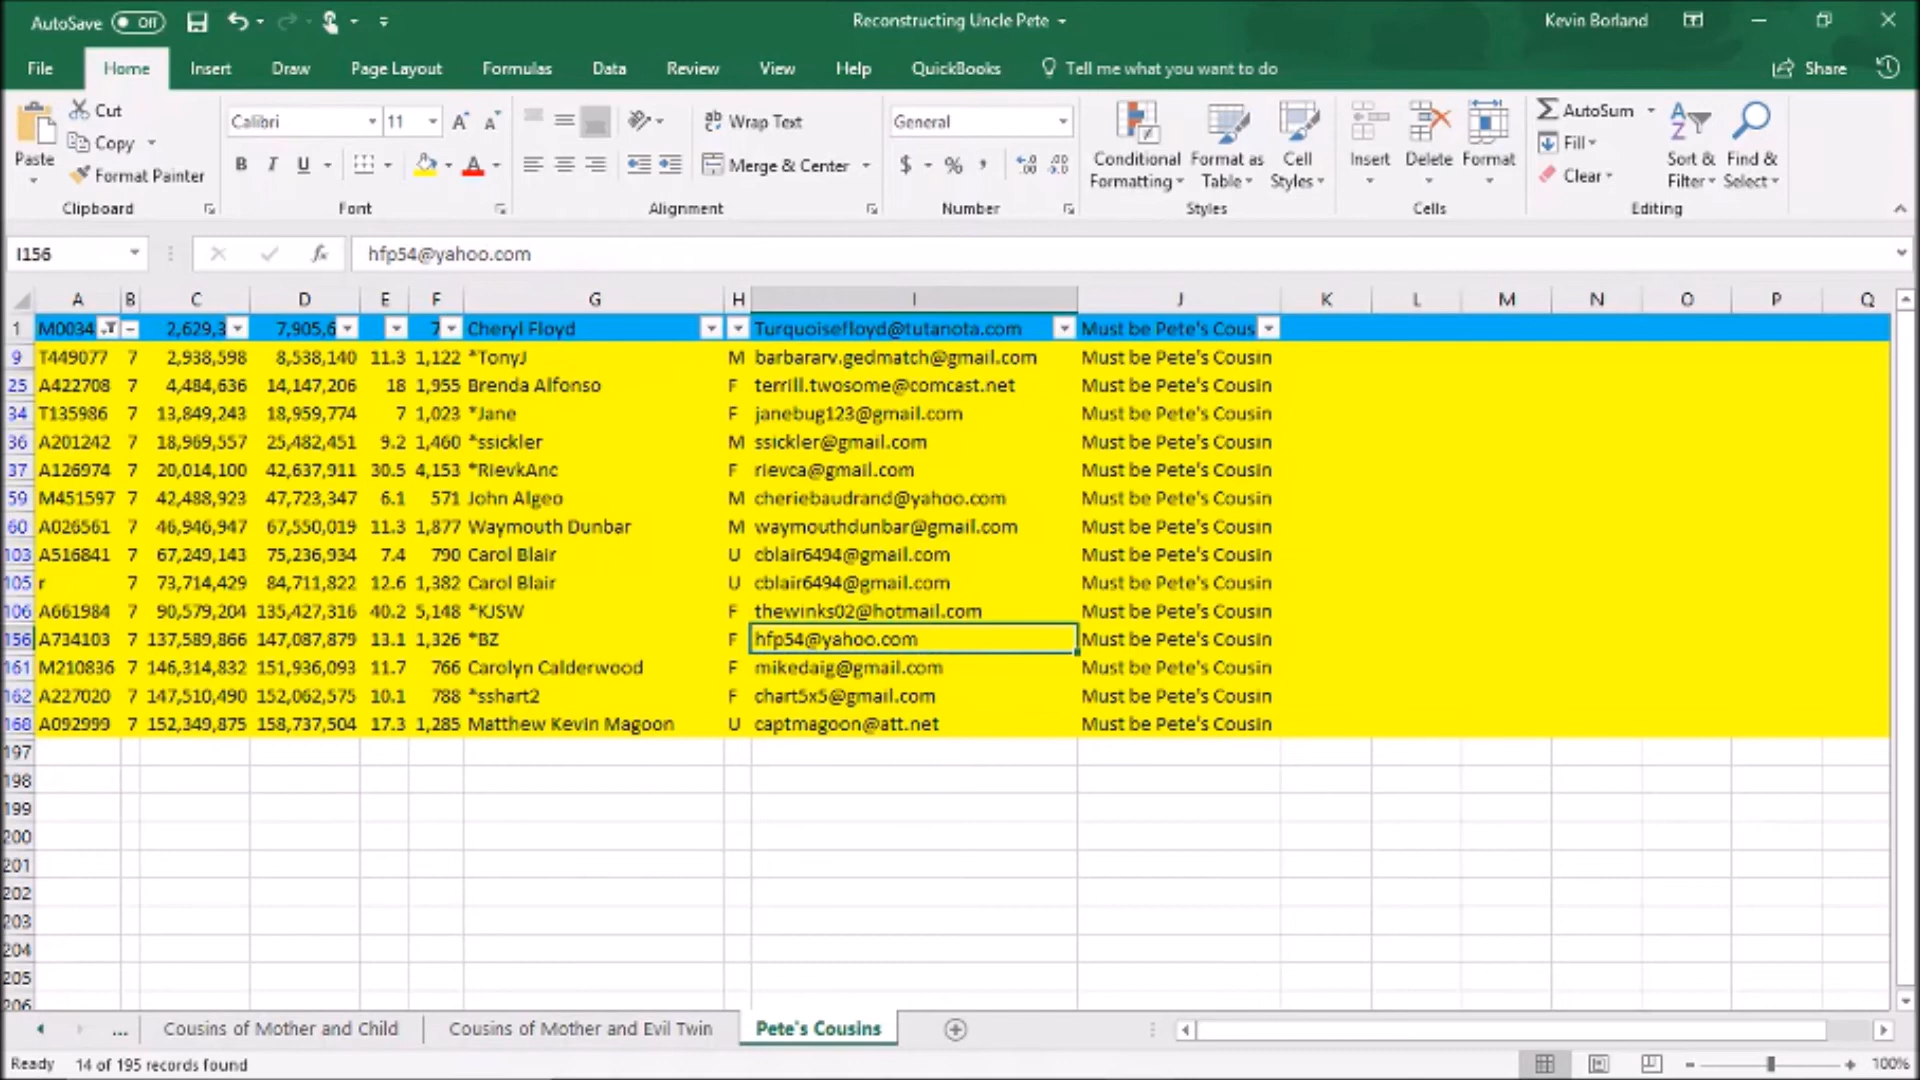 AutoSave Off Reconstructing Uncle Pete Kevin Borland
File Home Insert Draw Page Layout Formulas Data Review View Help QuickBooks Tell me what you want to do Share
Paste Cut Copy Format Painter Clipboard
Calibri 11 A A B I U A Font
ab Wrap Text Merge & Center Alignment
General $ % , .00 Number
Conditional Formatting Format as Table Cell Styles Styles
Insert Delete Format Cells
AutoSum Fill Clear Sort & Filter Find & Select Editing
I156 fx hfp54@yahoo.com
A B C D E F G H I J K L M N O P Q
1 M0034 2,629,3 7,905,6 7 Cheryl Floyd Turquoisefloyd@tutanota.com Must be Pete's Cous
9 T449077 7 2,938,598 8,538,140 11.3 1,122 *TonyJ M barbararv.gedmatch@gmail.com Must be Pete's Cousin
25 A422708 7 4,484,636 14,147,206 18 1,955 Brenda Alfonso F terrill.twosome@comcast.net Must be Pete's Cousin
34 T135986 7 13,849,243 18,959,774 7 1,023 *Jane F janebug123@gmail.com Must be Pete's Cousin
36 A201242 7 18,969,557 25,482,451 9.2 1,460 *ssickler M ssickler@gmail.com Must be Pete's Cousin
37 A126974 7 20,014,100 42,637,911 30.5 4,153 *RievkAnc F rievca@gmail.com Must be Pete's Cousin
59 M451597 7 42,488,923 47,723,347 6.1 571 John Algeo M cheriebaudrand@yahoo.com Must be Pete's Cousin
60 A026561 7 46,946,947 67,550,019 11.3 1,877 Waymouth Dunbar M waymouthdunbar@gmail.com Must be Pete's Cousin
103 A516841 7 67,249,143 75,236,934 7.4 790 Carol Blair U cblair6494@gmail.com Must be Pete's Cousin
105 r 7 73,714,429 84,711,822 12.6 1,382 Carol Blair U cblair6494@gmail.com Must be Pete's Cousin
106 A661984 7 90,579,204 135,427,316 40.2 5,148 *KJSW F thewinks02@hotmail.com Must be Pete's Cousin
156 A734103 7 137,589,866 147,087,879 13.1 1,326 *BZ F hfp54@yahoo.com Must be Pete's Cousin
161 M210836 7 146,314,832 151,936,093 11.7 766 Carolyn Calderwood F mikedaig@gmail.com Must be Pete's Cousin
162 A227020 7 147,510,490 152,062,575 10.1 788 *sshart2 F chart5x5@gmail.com Must be Pete's Cousin
168 A092999 7 152,349,875 158,737,504 17.3 1,285 Matthew Kevin Magoon U captmagoon@att.net Must be Pete's Cousin
197
198
199
200
201
202
203
204
205
206
... Cousins of Mother and Child Cousins of Mother and Evil Twin Pete's Cousins
Ready 14 of 195 records found 100%